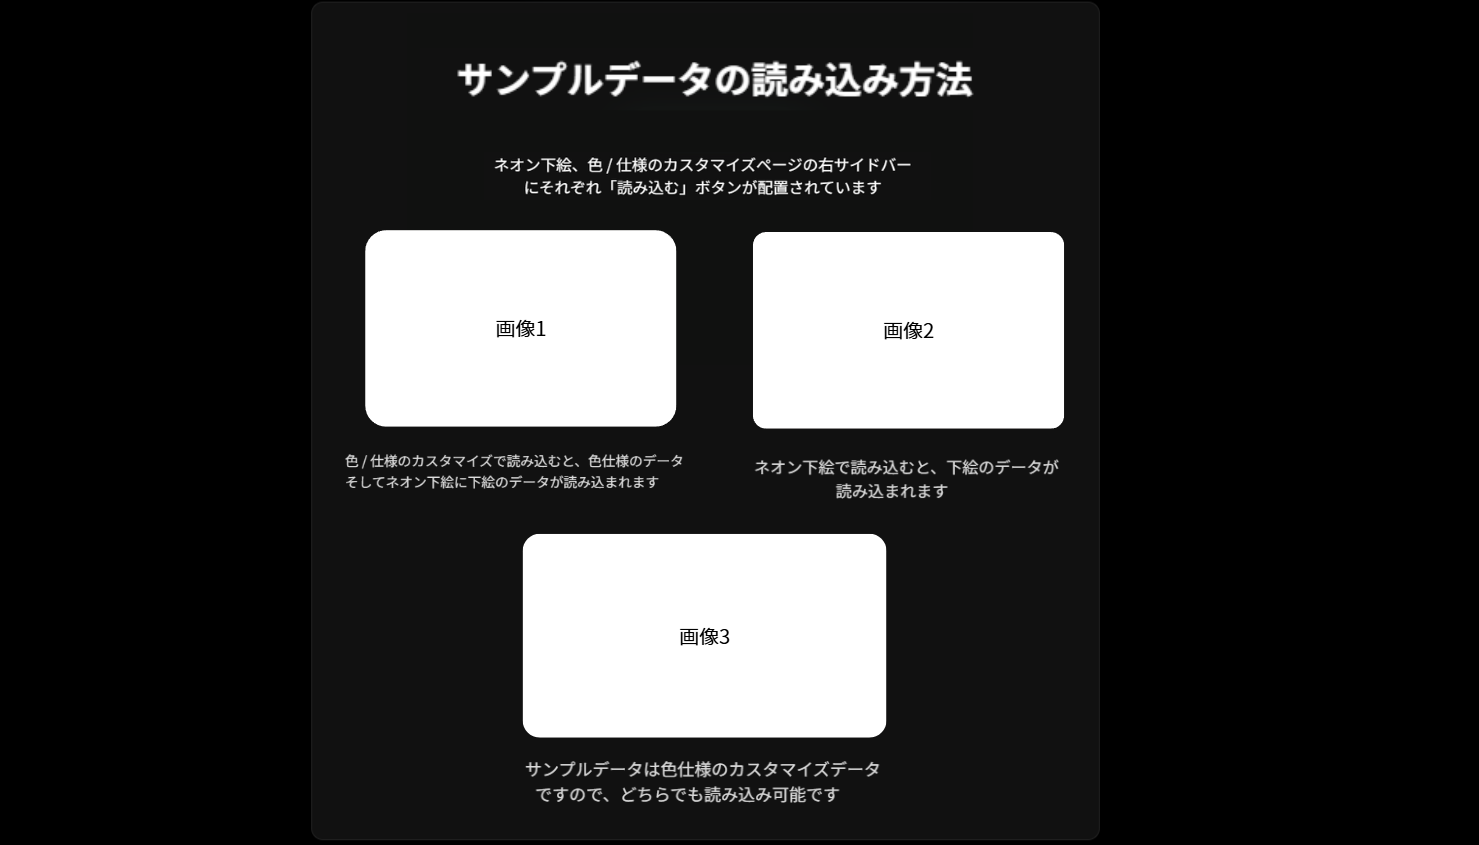 サンプルデータの読み込み方法
ネオン下絵、色 / 仕様のカスタマイズページの右サイドバー
にそれぞれ「読み込む」ボタンが配置されています
画像1
画像2
色 / 仕様のカスタマイズで読み込むと、色仕様のデータ
そしてネオン下絵に下絵のデータが読み込まれます
ネオン下絵で読み込むと、下絵のデータが
読み込まれます
画像3
サンプルデータは色仕様のカスタマイズデータ
ですので、どちらでも読み込み可能です